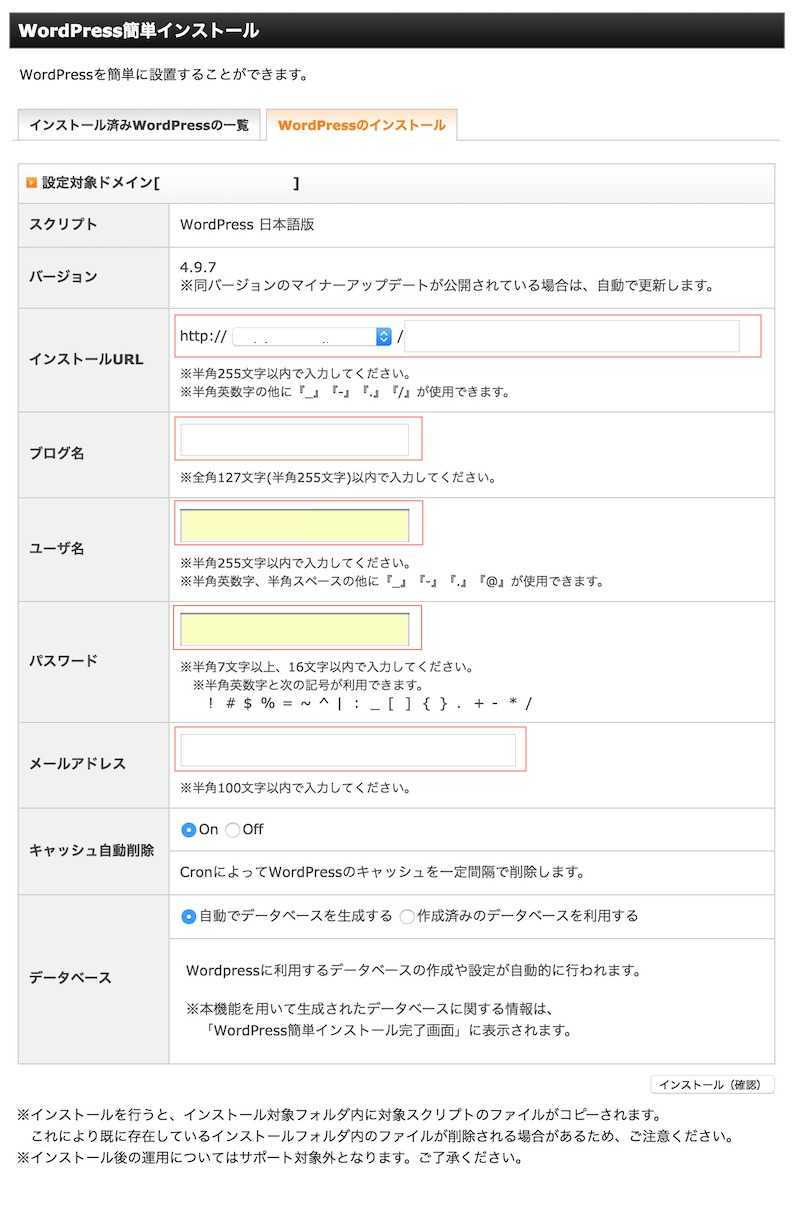 WordPress簡単インストール
WordPressを簡単に設置することができます。
インストール済みWordPressの一覧
WordPressのインストール
設定対象ドメイン[ ]
スクリプト
WordPress 日本語版
バージョン
4.9.7
※同バージョンのマイナーアップデートが公開されている場合は、自動で更新します。
インストールURL
http:// /
※半角255文字以内で入力してください。
※半角英数字の他に『_』『-』『.』『/』が使用できます。
ブログ名
※全角127文字(半角255文字)以内で入力してください。
ユーザ名
※半角255文字以内で入力してください。
※半角英数字、半角スペースの他に『_』『-』『.』『@』が使用できます。
パスワード
※半角7文字以上、16文字以内で入力してください。
※半角英数字と次の記号が利用できます。
! # $ % = ~ ^ | : _ [ ] { } . + - * /
メールアドレス
※半角100文字以内で入力してください。
キャッシュ自動削除
On Off
CronによってWordPressのキャッシュを一定間隔で削除します。
データベース
自動でデータベースを生成する 作成済みのデータベースを利用する
Wordpressに利用するデータベースの作成や設定が自動的に行われます。
※本機能を用いて生成されたデータベースに関する情報は、
「WordPress簡単インストール完了画面」に表示されます。
インストール（確認）
※インストールを行うと、インストール対象フォルダ内に対象スクリプトのファイルがコピーされます。
これにより既に存在しているインストールフォルダ内のファイルが削除される場合があるため、ご注意ください。
※インストール後の運用についてはサポート対象外となります。ご了承ください。